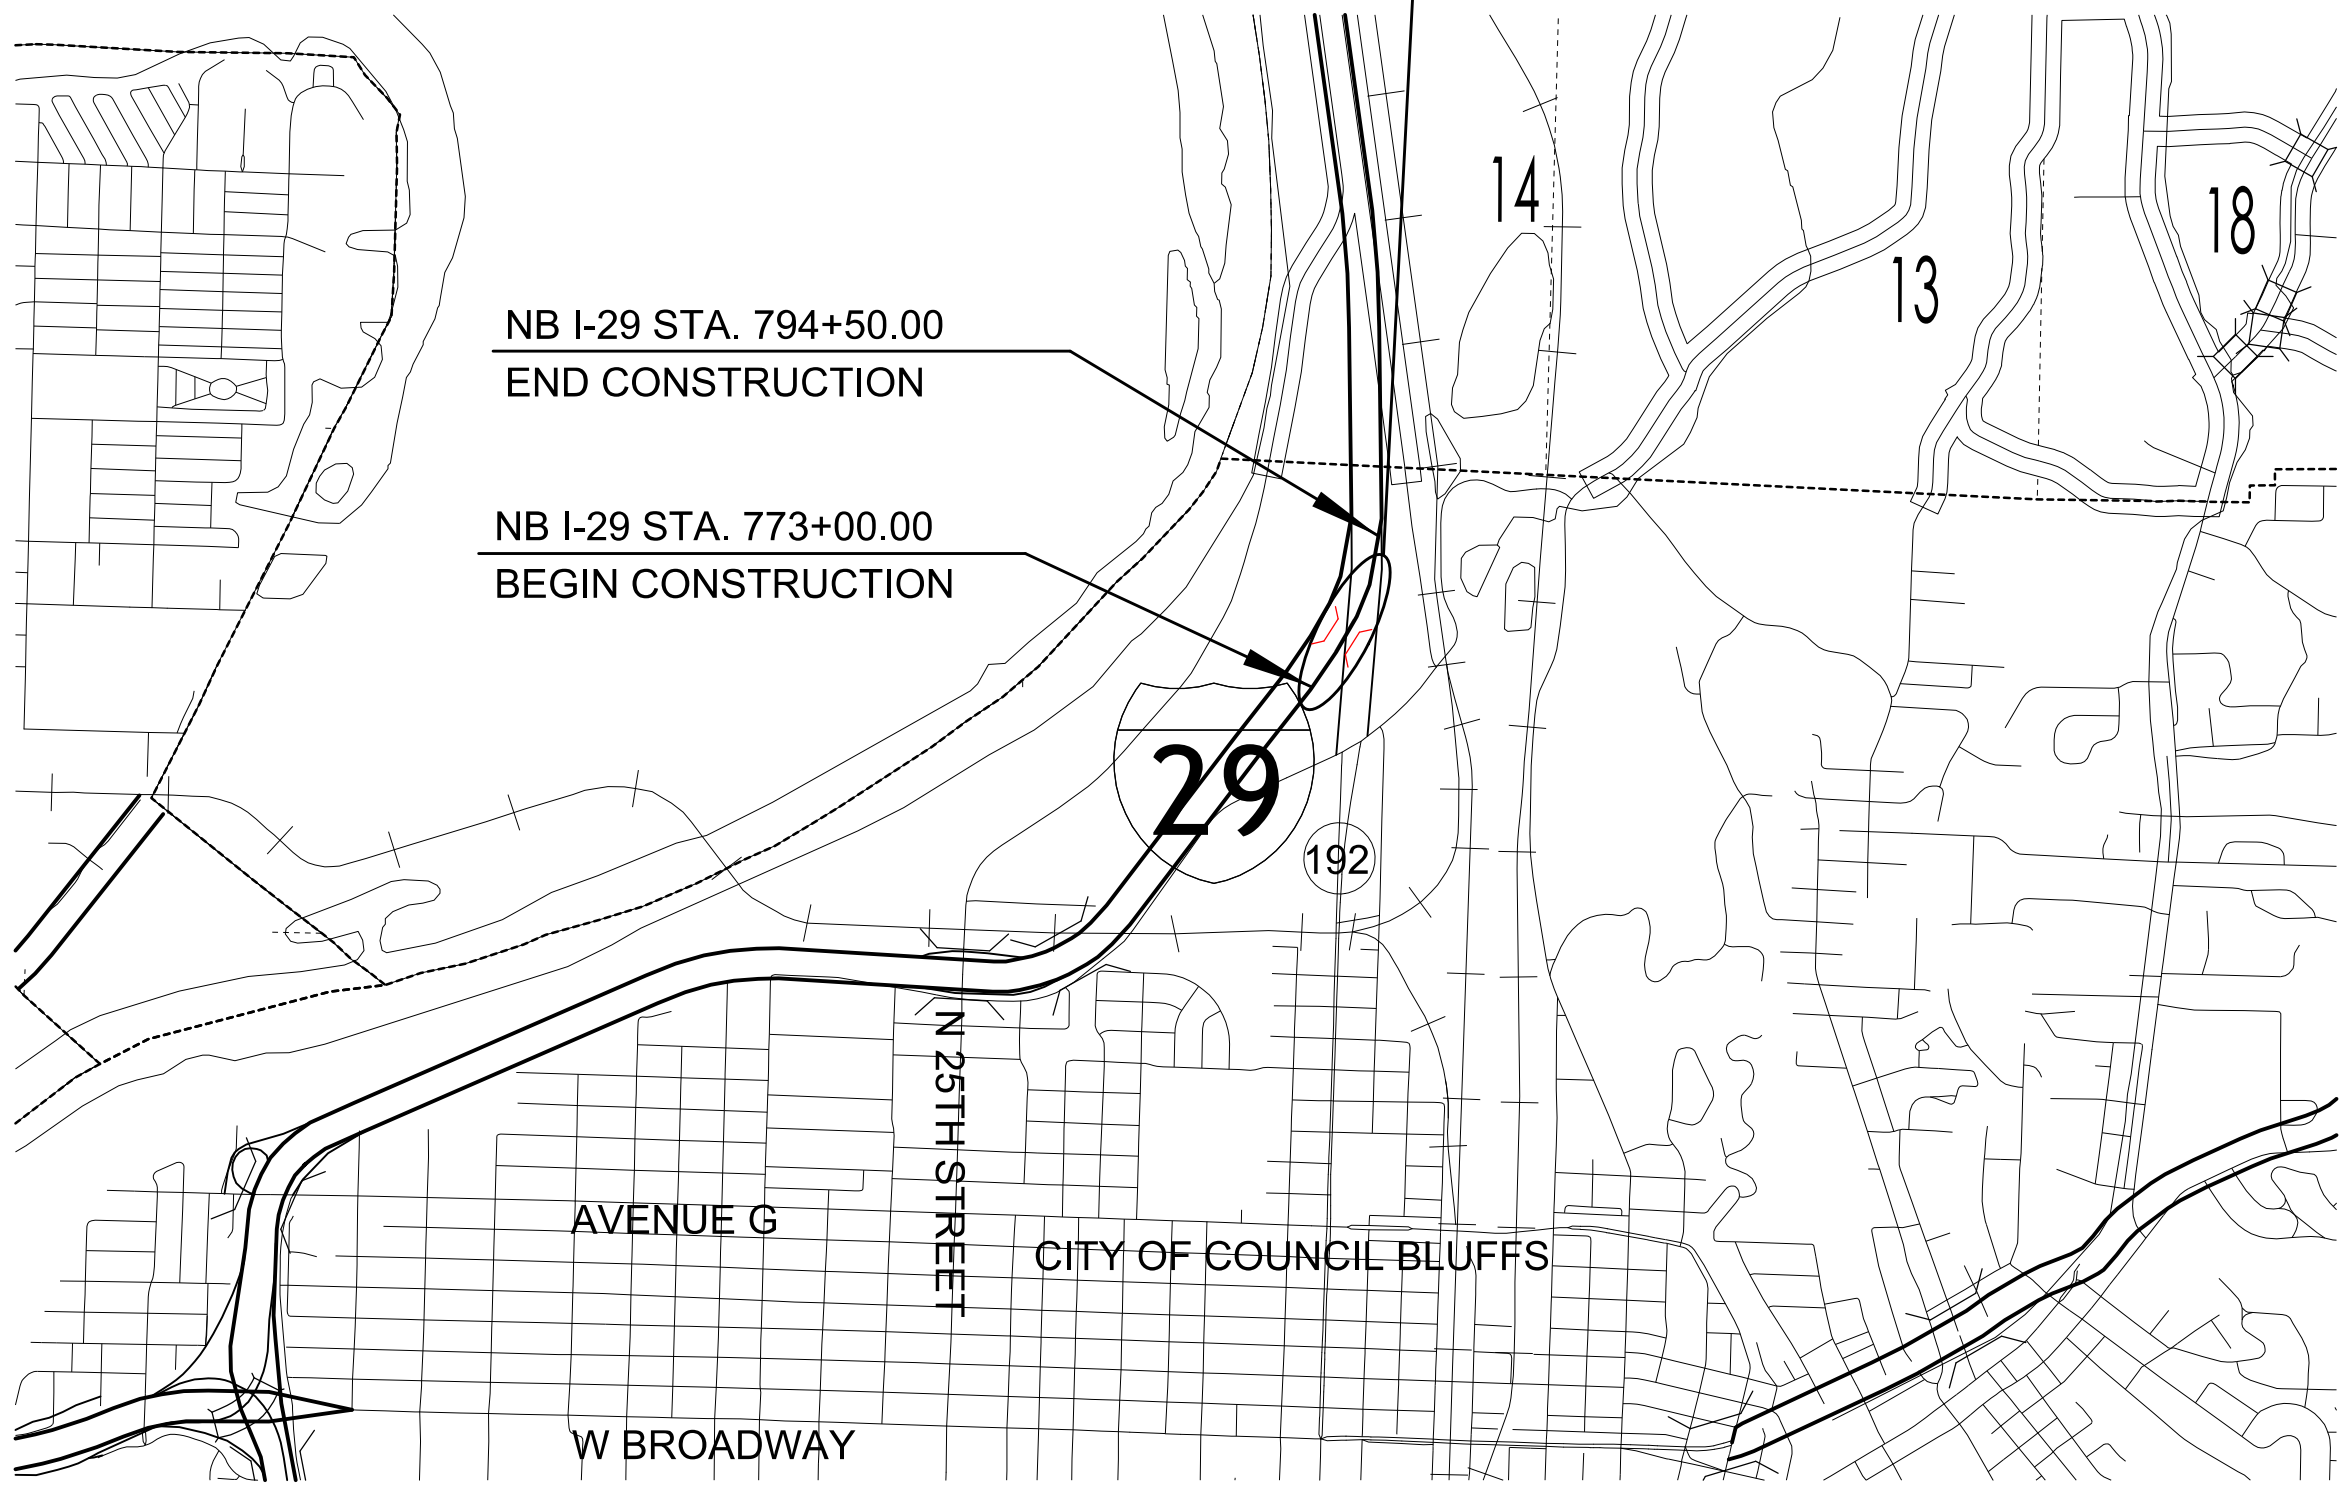 14
18
13
NB I-29 STA. 794+50.00
END CONSTRUCTION
NB I-29 STA. 773+00.00
BEGIN CONSTRUCTION
29
192
N 25TH STREET
AVENUE G
CITY OF COUNCIL BLUFFS
W BROADWAY